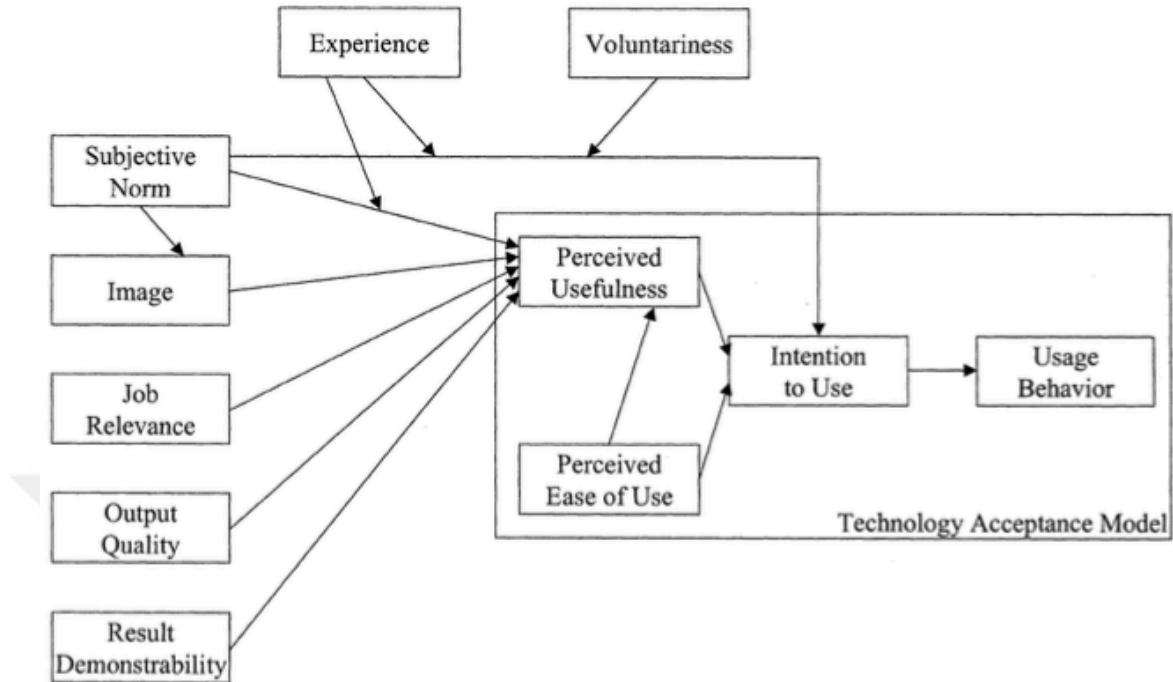 Experience
Voluntariness
Subjective
Norm
Image
Job
Relevance
Output
Quality
Result
Demonstrability
Perceived
Usefulness
Perceived
Ease of Use
Intention
to Use
Usage
Behavior
Technology Acceptance Model